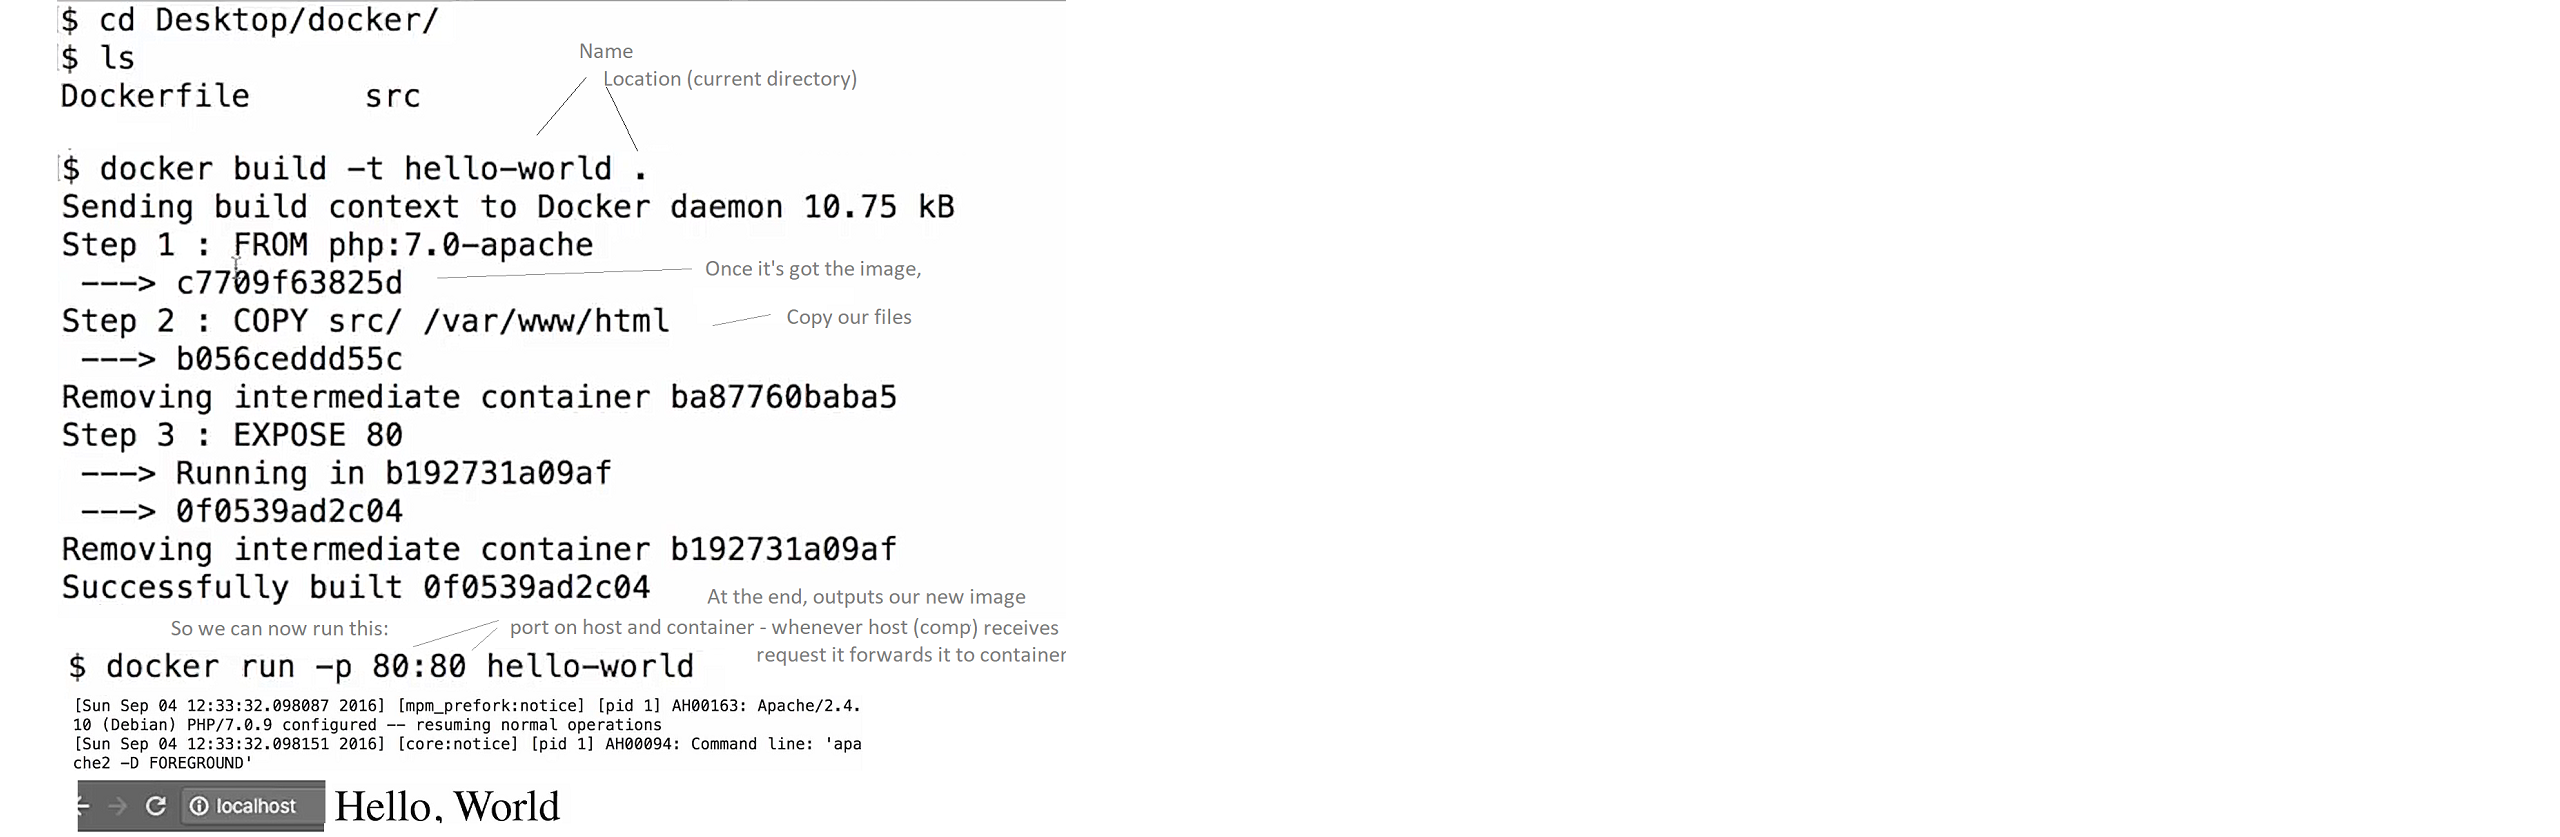 $ cd Desktop/docker/
$ ls
Name
Location (current directory)
Dockerfile src
$ docker build -t hello-world .
Sending build context to Docker daemon 10.75 kB
Step 1 : FROM php:7.0-apache
Once it's got the image,
---> c7709f63825d
Step 2 : COPY src/ /var/www/html
Copy our files
---> b056ceddd55c
Removing intermediate container ba87760baba5
Step 3 : EXPOSE 80
---> Running in b192731a09af
---> 0f0539ad2c04
Removing intermediate container b192731a09af
Successfully built 0f0539ad2c04
At the end, outputs our new image
So we can now run this:
port on host and container - whenever host (comp) receives
request it forwards it to container
$ docker run -p 80:80 hello-world
[Sun Sep 04 12:33:32.098087 2016] [mpm_prefork:notice] [pid 1] AH00163: Apache/2.4.
10 (Debian) PHP/7.0.9 configured -- resuming normal operations
[Sun Sep 04 12:33:32.098151 2016] [core:notice] [pid 1] AH00094: Command line: 'apa
che2 -D FOREGROUND'
localhost
Hello, World